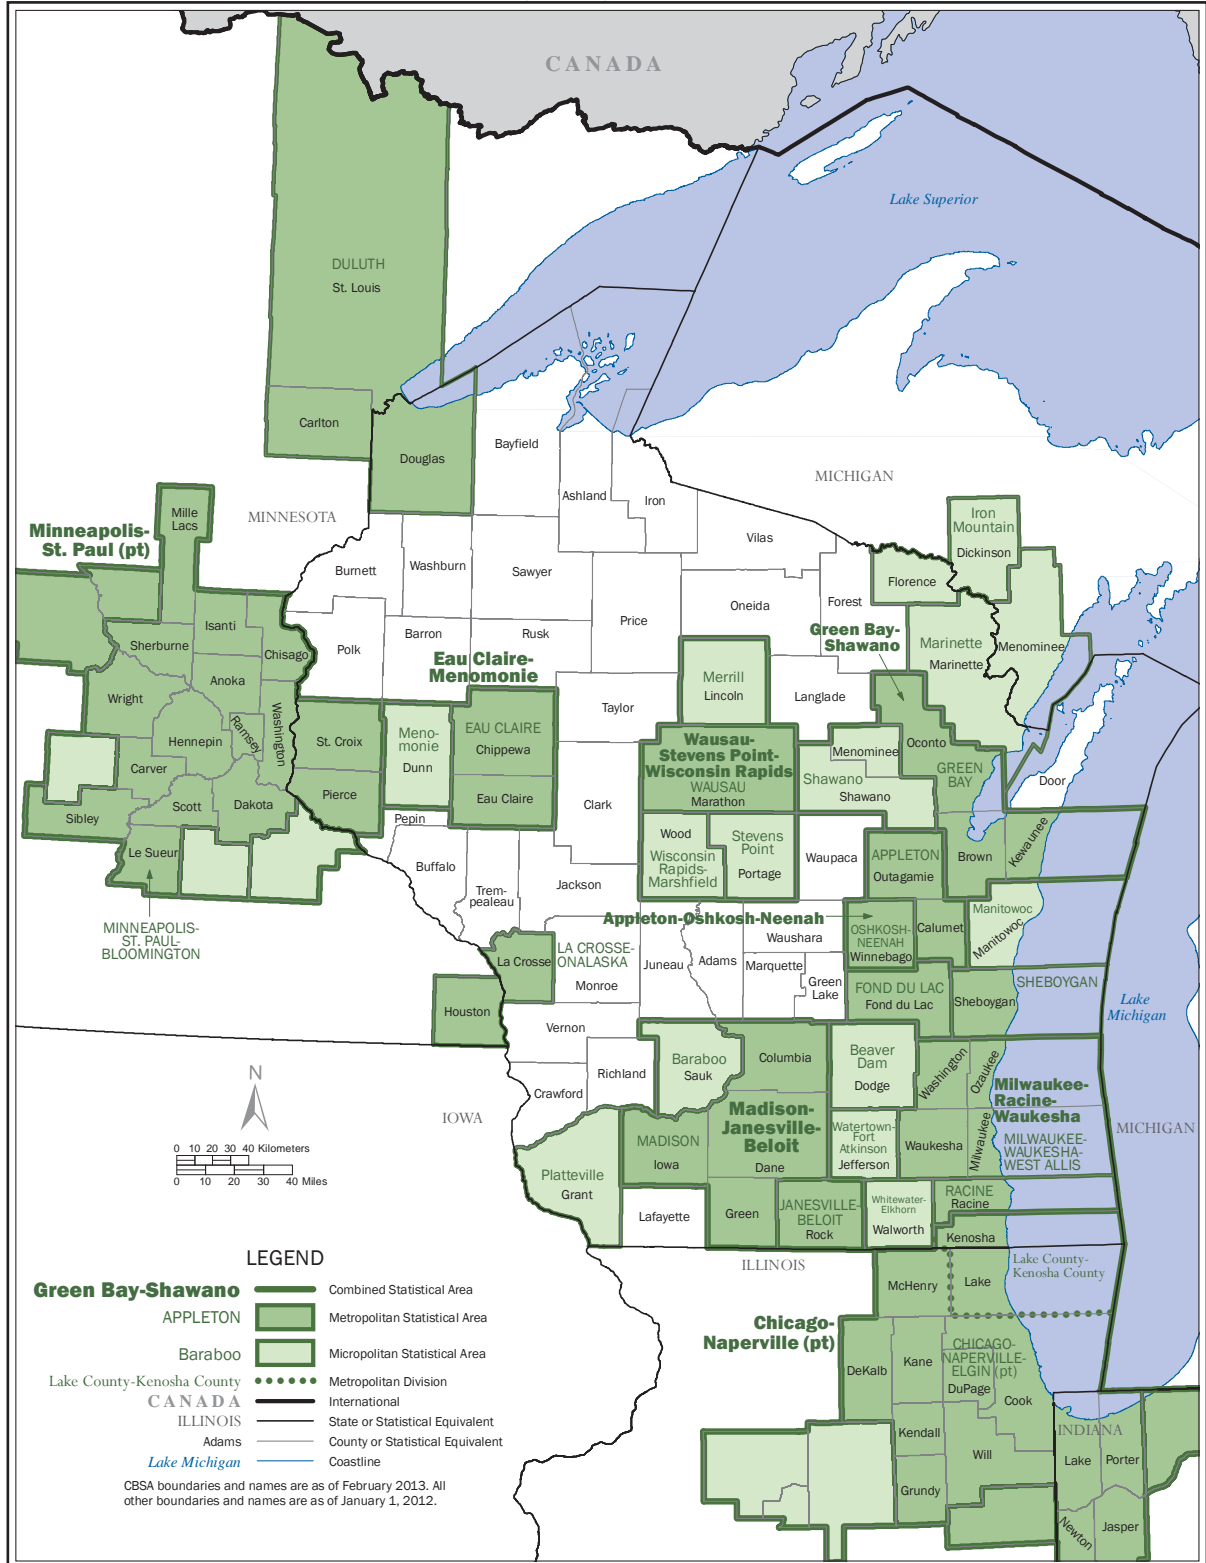 CANADA
Lake Superior
DULUTH
St. Louis
Carlton
Douglas
Bayfield
Ashland
Iron
MICHIGAN
MINNESOTA
Mille
Lacs
Minneapolis-
St. Paul (pt)
Vilas
Iron
Mountain
Dickinson
Florence
Burnett
Washburn
Sawyer
Forest
Oneida
Price
Isanti
Sherburne
Chisago
Polk
Barron
Rusk
Green Bay-
Shawano
Marinette
Marinette
Menominee
Eau Claire-
Menomonie
Anoka
Wright
Merrill
Lincoln
Langlade
Taylor
Ramsey
Washington
Hennepin
St. Croix
Meno-
monie
Dunn
EAU CLAIRE
Chippewa
Wausau-
Stevens Point-
Wisconsin Rapids
WAUSAU
Marathon
Menominee
Oconto
Shawano
Shawano
GREEN
BAY
Door
Carver
Pierce
Eau Claire
Clark
Scott
Dakota
Sibley
Pepin
Wood
Stevens
Point
Portage
Wisconsin
Rapids-
Marshfield
Waupaca
APPLETON
Outagamie
Brown
Kewaunee
Le Sueur
Buffalo
Trem-
pealeau
Jackson
MINNEAPOLIS-
ST. PAUL-
BLOOMINGTON
Appleton-Oshkosh-Neenah
Waushara
OSHKOSH-
NEENAH
Winnebago
Calumet
Manitowoc
Manitowoc
La Crosse
LA CROSSE-
ONALASKA
Monroe
Juneau
Adams
Marquette
Green
Lake
FOND DU LAC
Fond du Lac
Sheboygan
SHEBOYGAN
Lake
Michigan
Houston
Vernon
Richland
Crawford
Baraboo
Sauk
Columbia
Beaver
Dam
Dodge
Washington
Ozaukee
Milwaukee-
Racine-
Waukesha
N
IOWA
Madison-
Janesville-
Beloit
MADISON
Iowa
Dane
Watertown-
Fort
Atkinson
Jefferson
Waukesha
Milwaukee
MILWAUKEE-
WAUKESHA-
WEST ALLIS
MICHIGAN
0 10 20 30 40 Kilometers
0 10 20 30 40 Miles
Platteville
Grant
Lafayette
Green
JANESVILLE-
BELOIT
Rock
Whitewater-
Elkhorn
Walworth
RACINE
Racine
Kenosha
ILLINOIS
McHenry
Lake
Lake County-
Kenosha County
Chicago-
Naperville (pt)
DeKalb
Kane
CHICAGO-
NAPERVILLE-
ELGIN (pt)
DuPage
Cook
Kendall
Will
Grundy
INDIANA
Lake
Porter
Newton
Jasper
LEGEND
Green Bay-Shawano Combined Statistical Area
APPLETON Metropolitan Statistical Area
Baraboo Micropolitan Statistical Area
Lake County-Kenosha County Metropolitan Division
CANADA International
ILLINOIS State or Statistical Equivalent
Adams County or Statistical Equivalent
Lake Michigan Coastline
CBSA boundaries and names are as of February 2013. All
other boundaries and names are as of January 1, 2012.